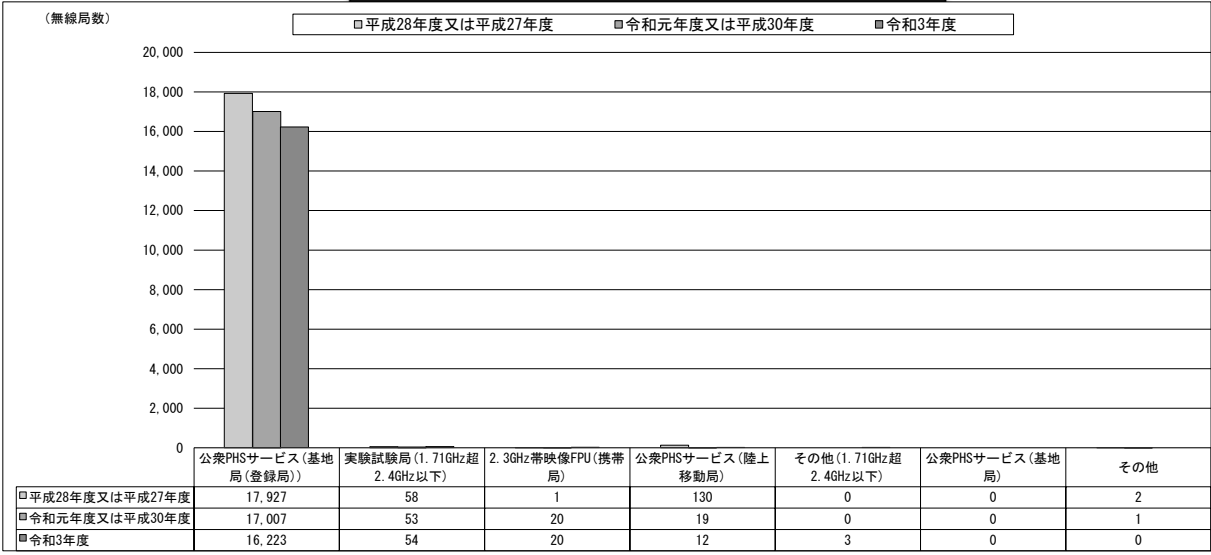 (無線局数)
□平成28年度又は平成27年度 ■令和元年度又は平成30年度 ■令和3年度
20,000
18,000
16,000
14,000
12,000
10,000
8,000
6,000
4,000
2,000
0
公衆PHSサービス(基地局(登録局)) 実験試験局(1.71GHz超2.4GHz以下) 2.3GHz帯映像FPU(携帯局) 公衆PHSサービス(陸上移動局) その他(1.71GHz超2.4GHz以下) 公衆PHSサービス(基地局) その他
□平成28年度又は平成27年度 17,927 58 1 130 0 0 2
■令和元年度又は平成30年度 17,007 53 20 19 0 0 1
■令和3年度 16,223 54 20 12 3 0 0